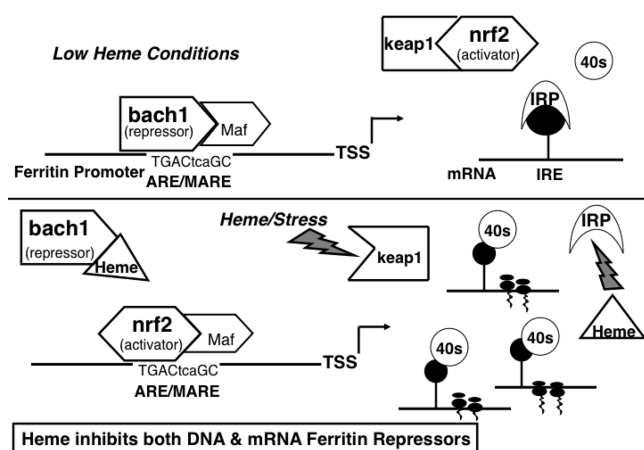 Low Heme Conditions
keap1
nrf2
(activator)
40s
bach1
(repressor)
Maf
IRP
TGACtcaGC
TSS
Ferritin Promoter
ARE/MARE
mRNA
IRE
bach1
(repressor)
Heme
Heme/Stress
keap1
40s
IRP
Heme
nrf2
(activator)
Maf
TGACtcaGC
TSS
ARE/MARE
40s
40s
Heme inhibits both DNA & mRNA Ferritin Repressors